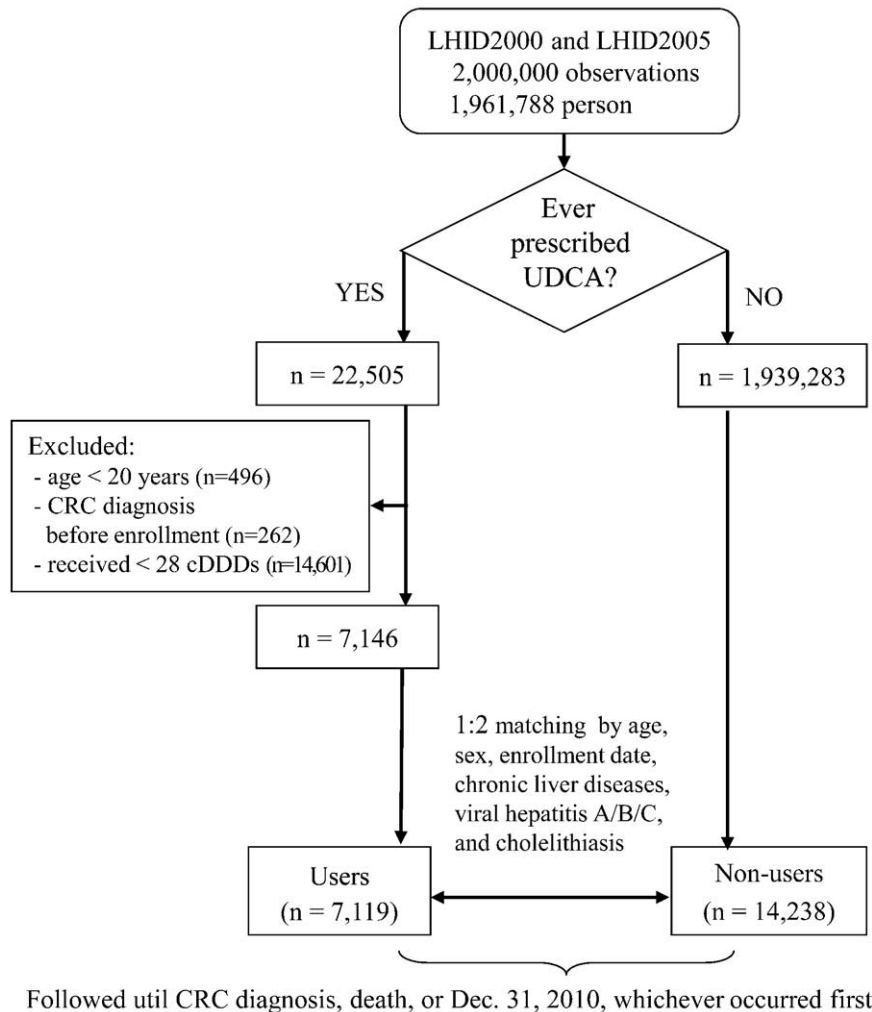 LHID2000 and LHID2005
2,000,000 observations
1,961,788 person
Ever
prescribed
UDCA?
YES
NO
n = 22,505
n = 1,939,283
Excluded:
- age < 20 years (n=496)
- CRC diagnosis
before enrollment (n=262)
- received < 28 cDDDs (n=14,601)
n = 7,146
1:2 matching by age,
sex, enrollment date,
chronic liver diseases,
viral hepatitis A/B/C,
and cholelithiasis
Users
(n = 7,119)
Non-users
(n = 14,238)
Followed util CRC diagnosis, death, or Dec. 31, 2010, whichever occurred first